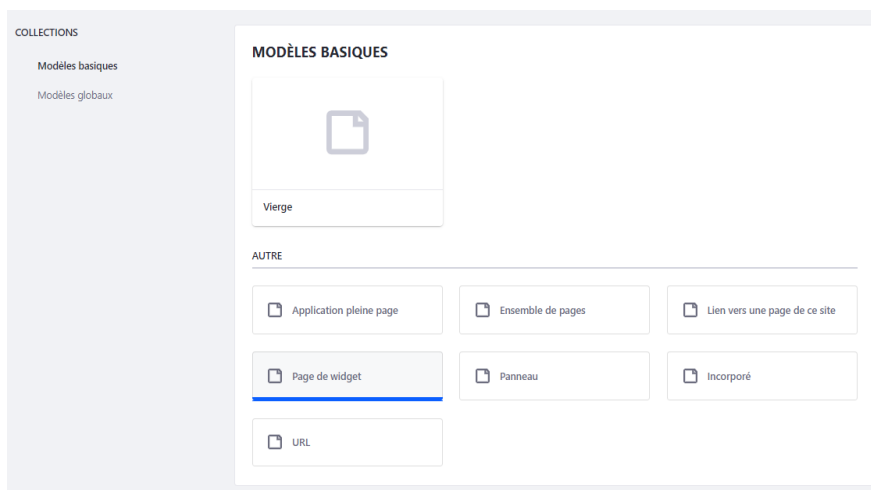 COLLECTIONS
Modèles basiques
Modèles globaux
MODÈLES BASIQUES
Vierge
AUTRE
Application pleine page
Ensemble de pages
Lien vers une page de ce site
Page de widget
Panneau
Incorporé
URL